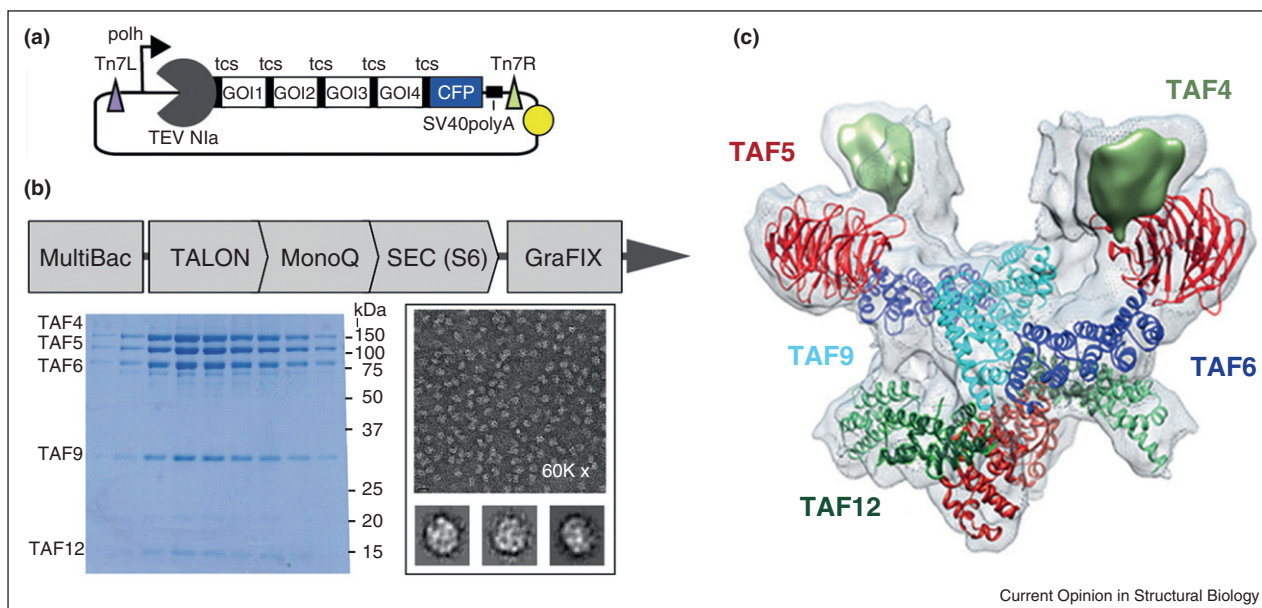 (a)
polh
Tn7L
tcs tcs tcs tcs tcs
Tn7R
GOI1 GOI2 GOI3 GOI4 CFP
TEV NIa
SV40polyA
(b)
MultiBac TALON MonoQ SEC (S6) GraFIX
kDa
TAF4
150
TAF5
100
TAF6
75
50
37
TAF9
25
20
TAF12
15
60K x
(c)
TAF4
TAF5
TAF9
TAF6
TAF12
Current Opinion in Structural Biology